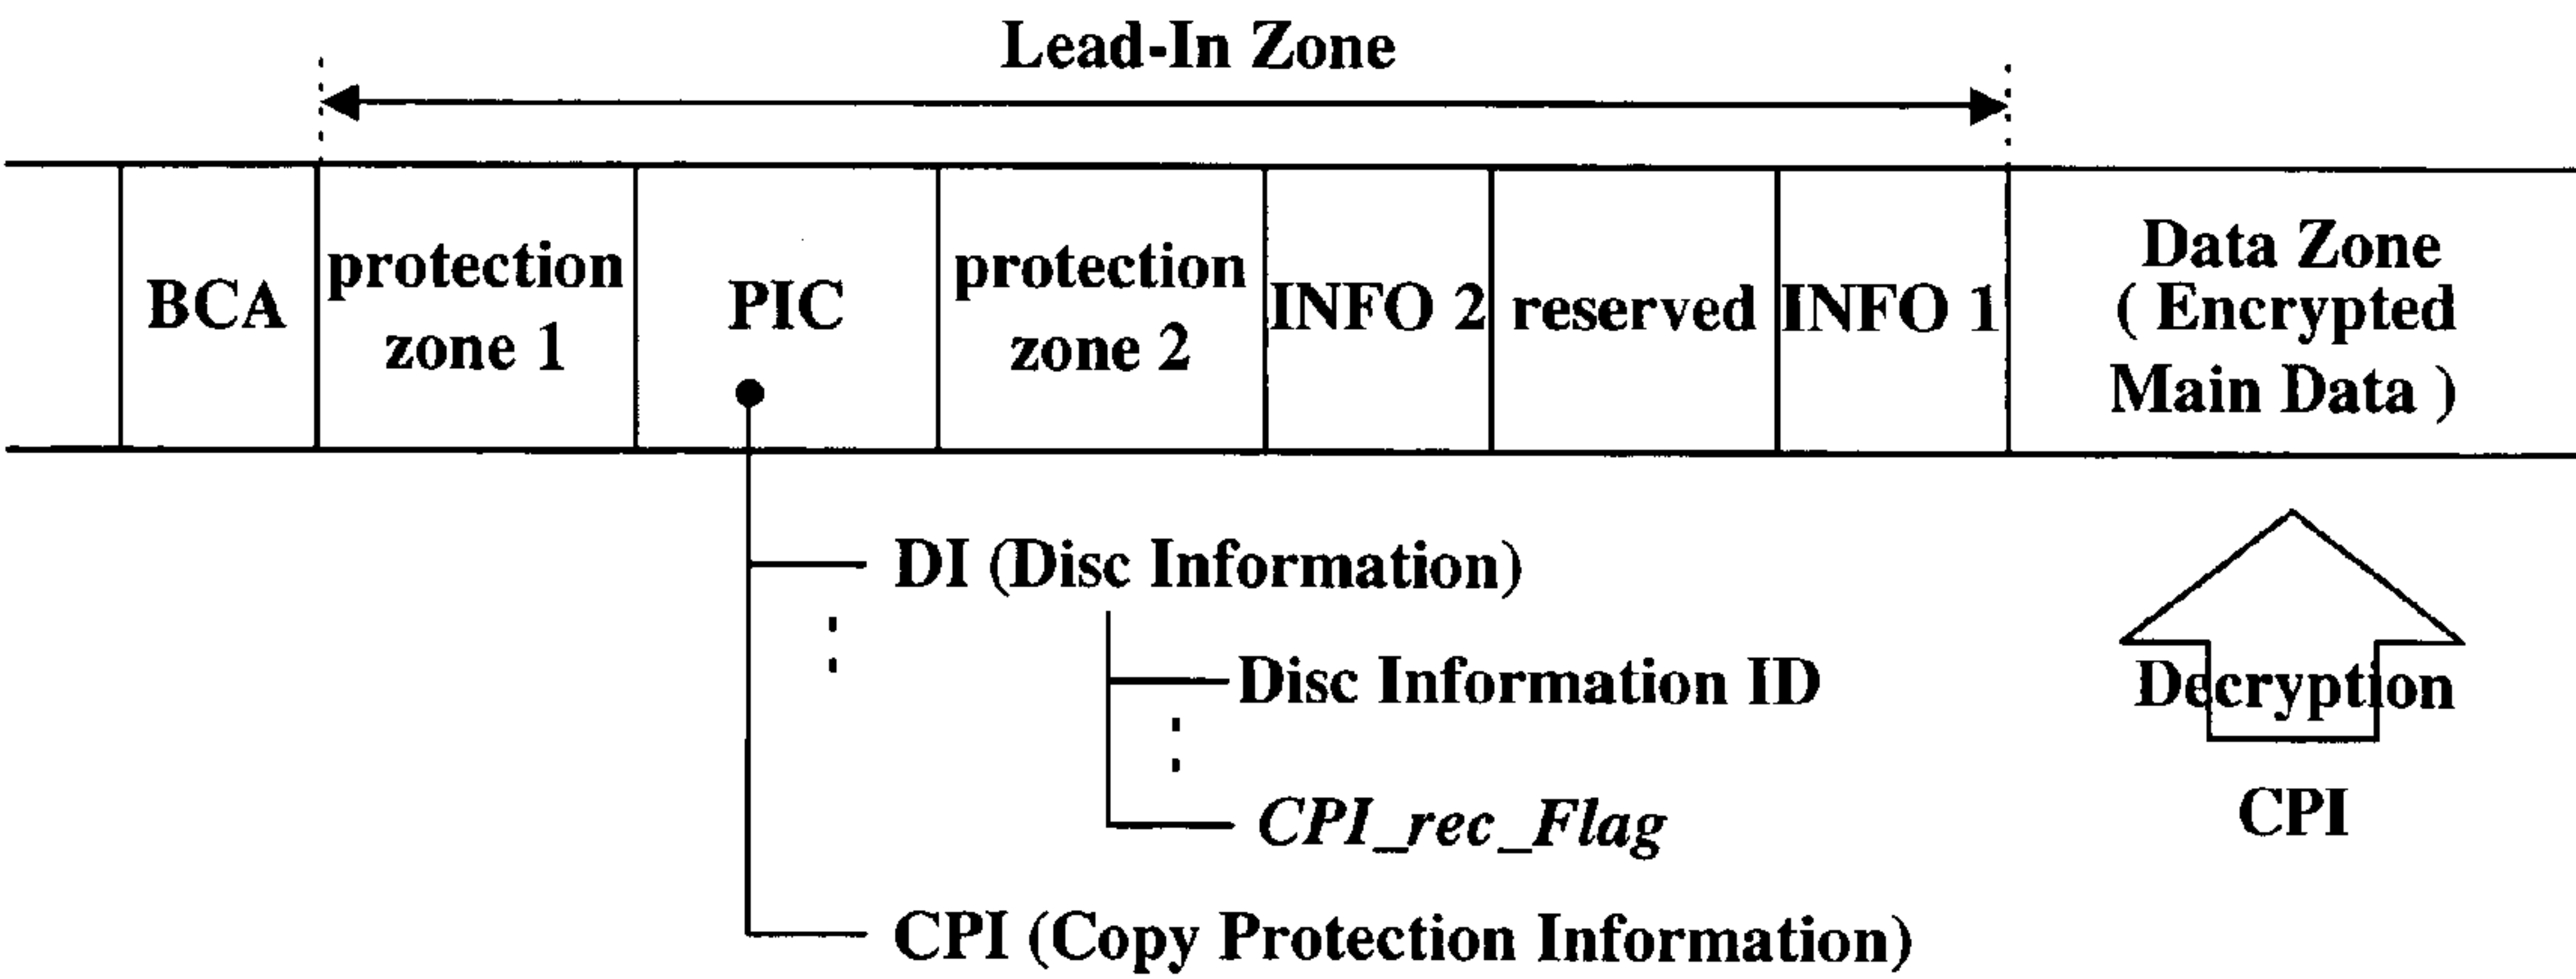 Lead-In Zone
BCA
protection
zone 1
PIC
protection
zone 2
INFO 2
reserved
INFO 1
Data Zone
( Encrypted
Main Data )
DI (Disc Information)
Disc Information ID
CPI_rec_Flag
CPI (Copy Protection Information)
Decryption
CPI